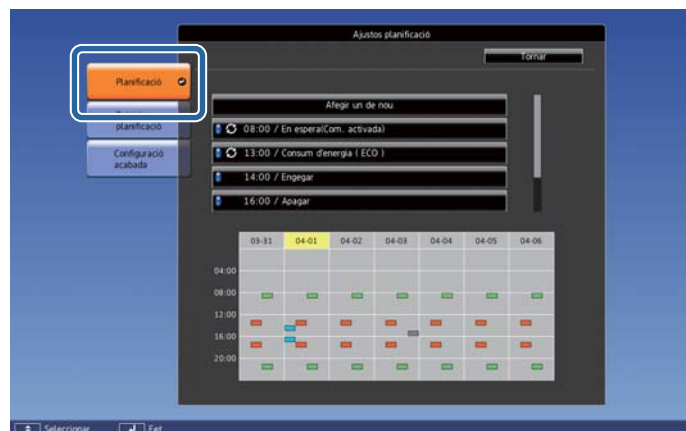 Ajustos planificació
Tornar
Planificació
planificació
Configuració
acabada
Afegir un de nou
08:00 / En espera(Com. activada)
13:00 / Consum d'energia ( ECO )
14:00 / Engegar
16:00 / Apagar
03-31 04-01 04-02 04-03 04-04 04-05 04-06
04:00
08:00
12:00
16:00
20:00
Seleccionar Fet